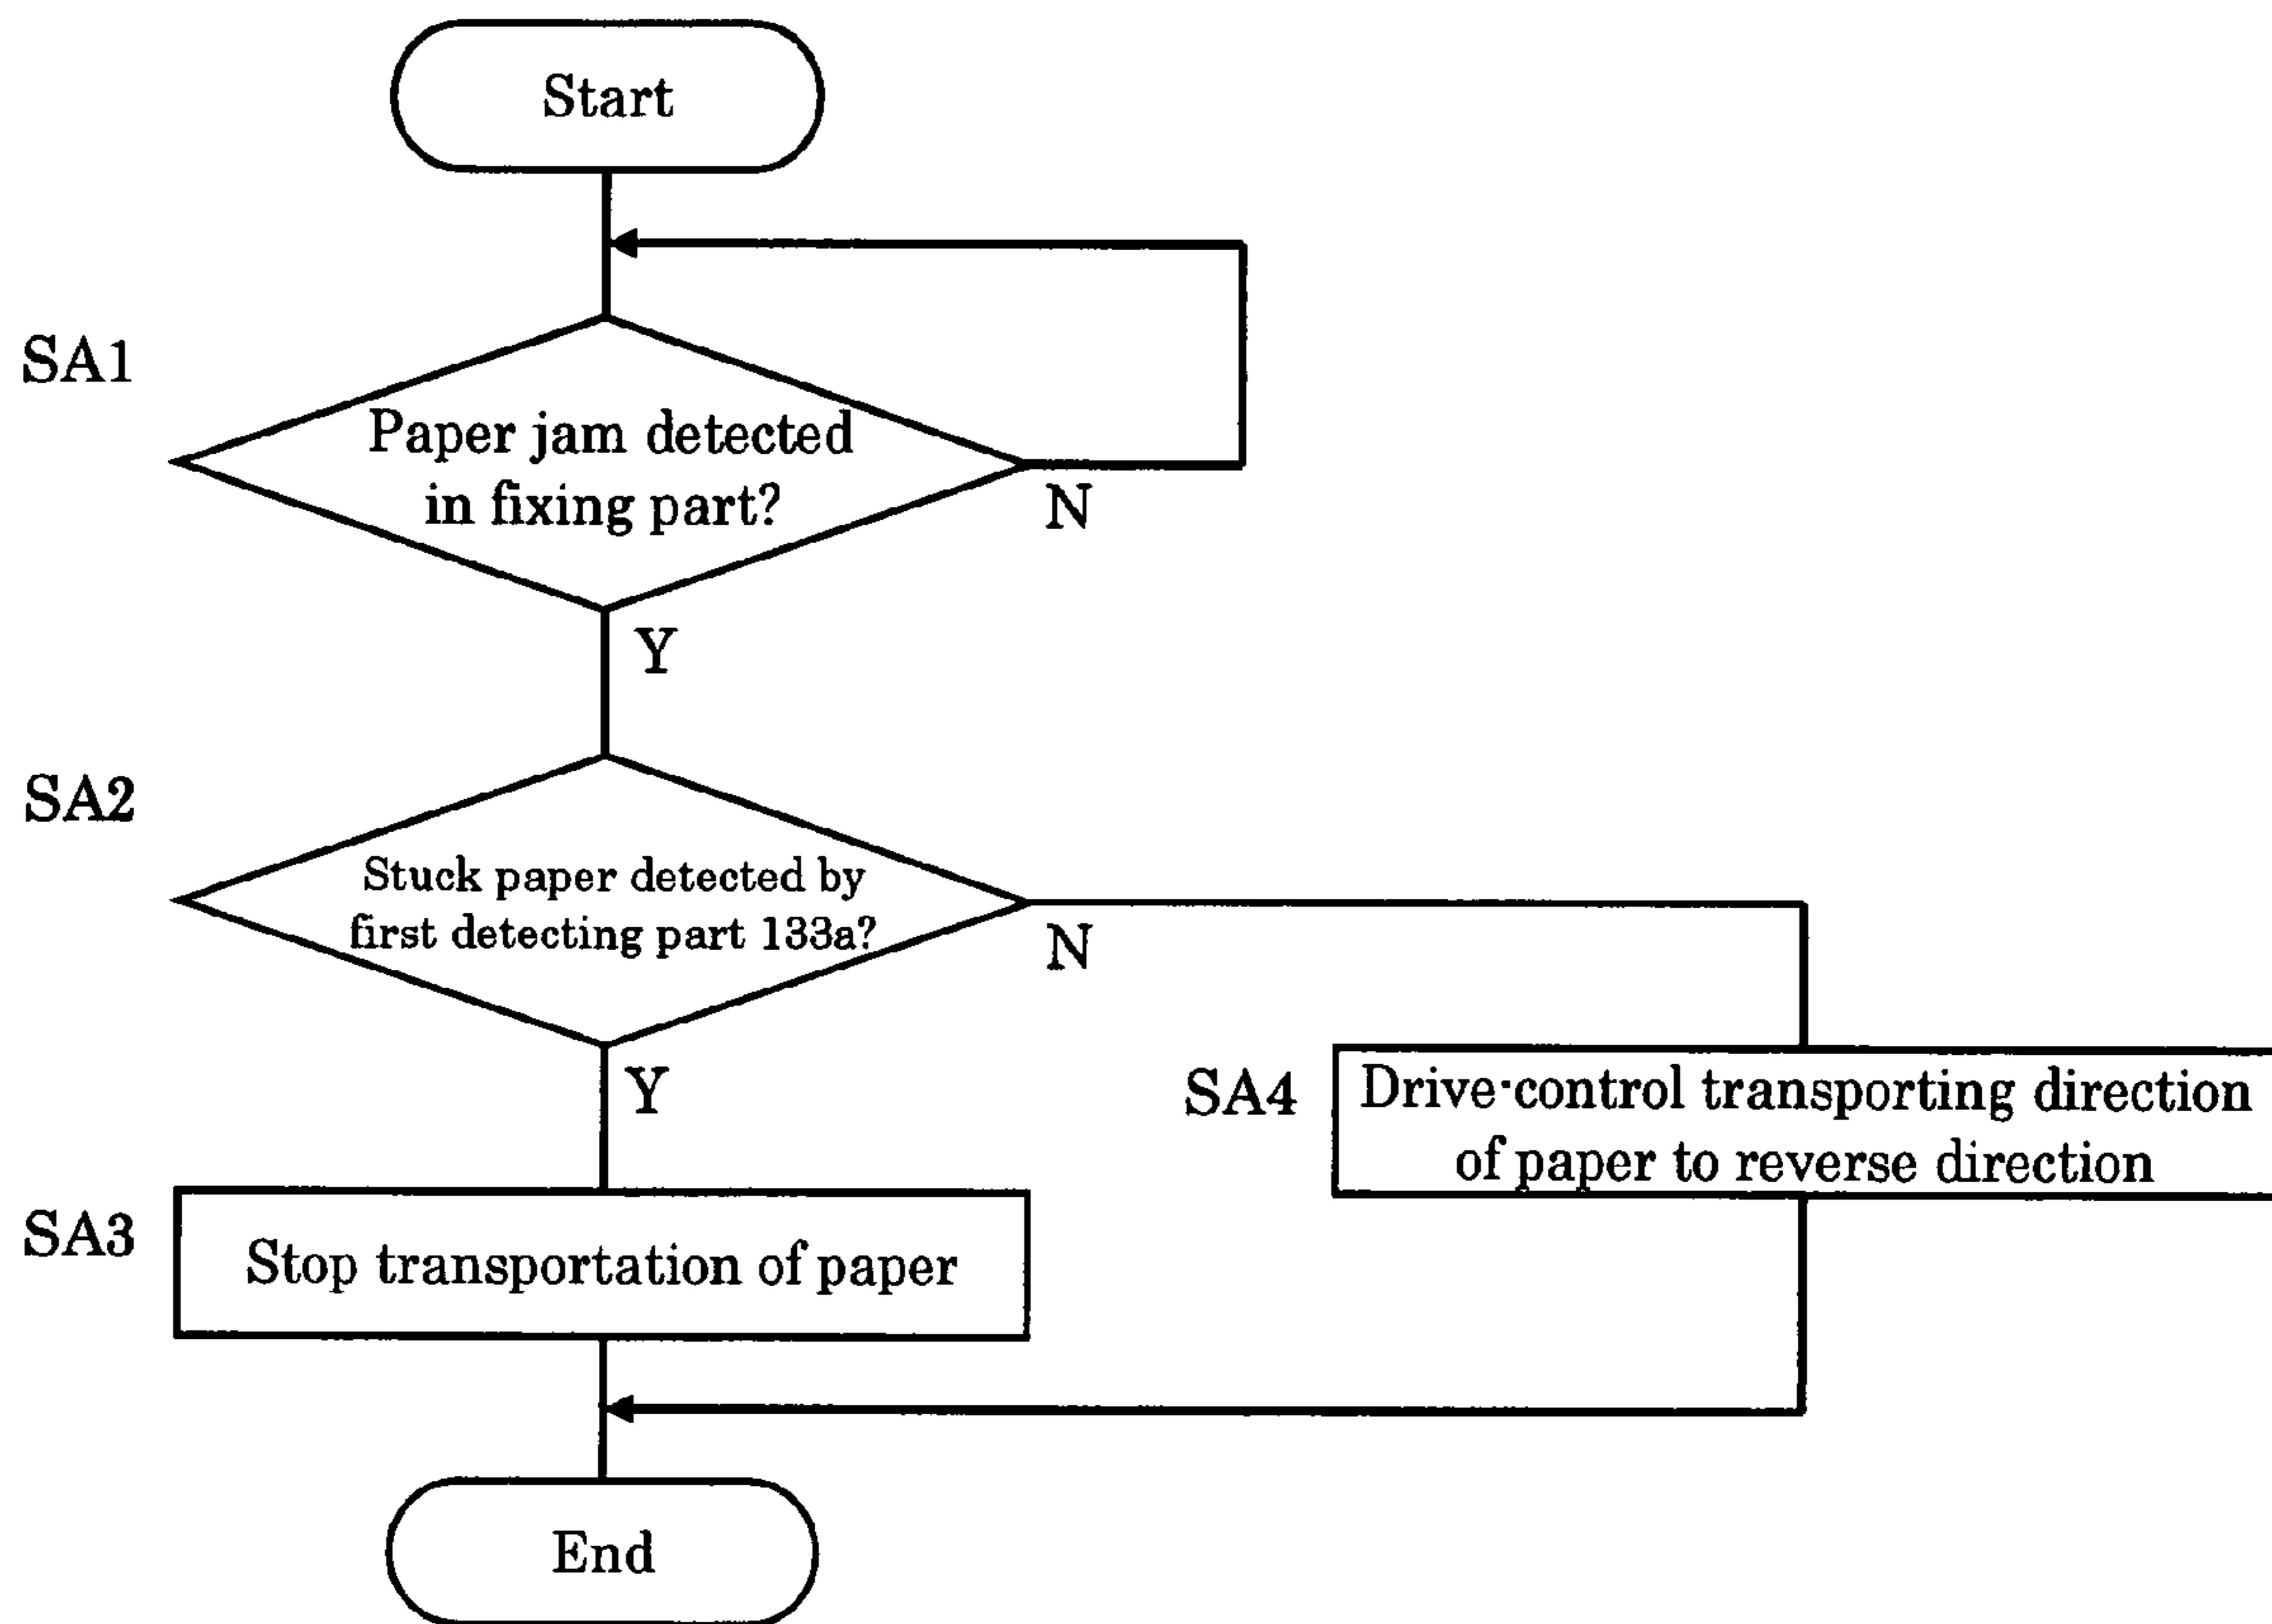 Start
SA1
Paper jam detected
in fixing part?
N
Y
SA2
Stuck paper detected by
first detecting part 133a?
N
Y
SA4
Drive-control transporting direction
of paper to reverse direction
SA3
Stop transportation of paper
End